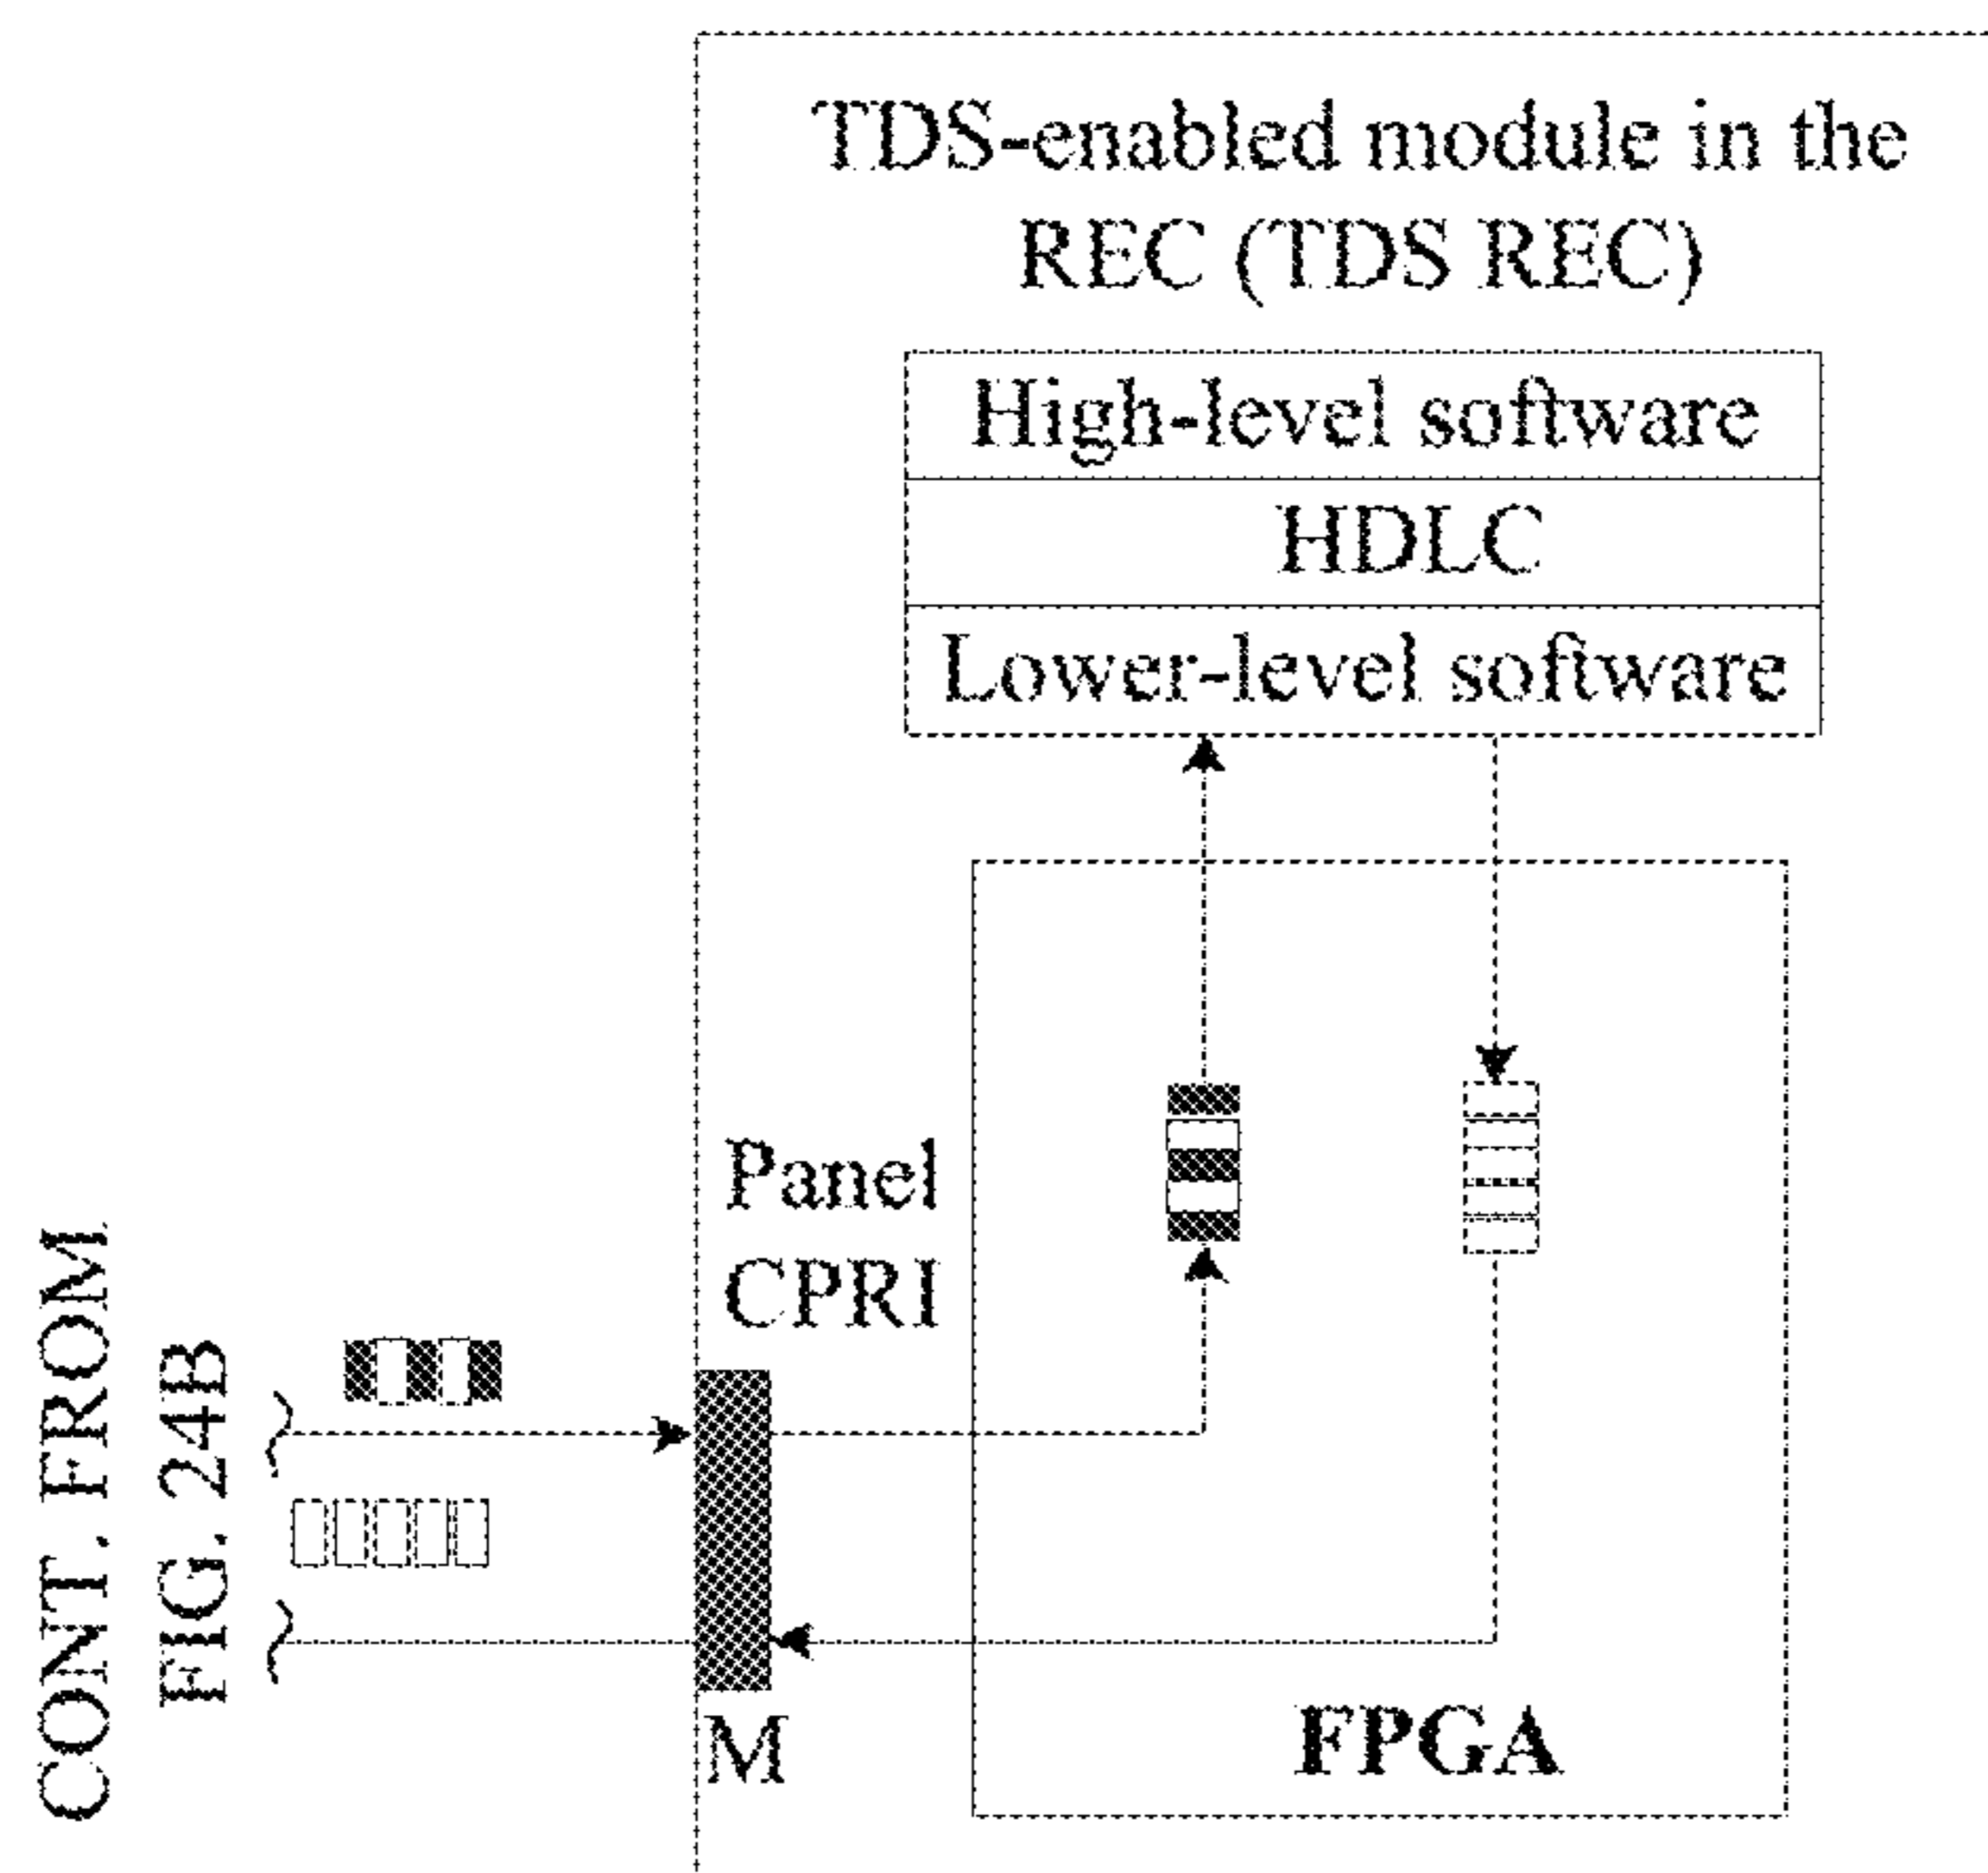 TDS-enabled module in the
REC (TDS REC)
High-level software
HDLC
Lower-level software
Panel
CPRI
CONT. FROM
FIG. 24B
M
FPGA